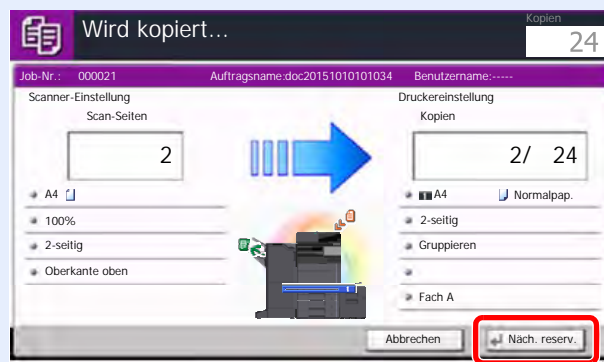 Wird kopiert...
Kopien
24
Job-Nr.: 000021 Auftragsname:doc20151010101034 Benutzername:-----
Scanner-Einstellung
Scan-Seiten
2
A4
100%
2-seitig
Oberkante oben
Druckereinstellung
Kopien
2/ 24
A4 Normalpap.
2-seitig
Gruppieren
Fach A
Abbrechen Näch. reserv.